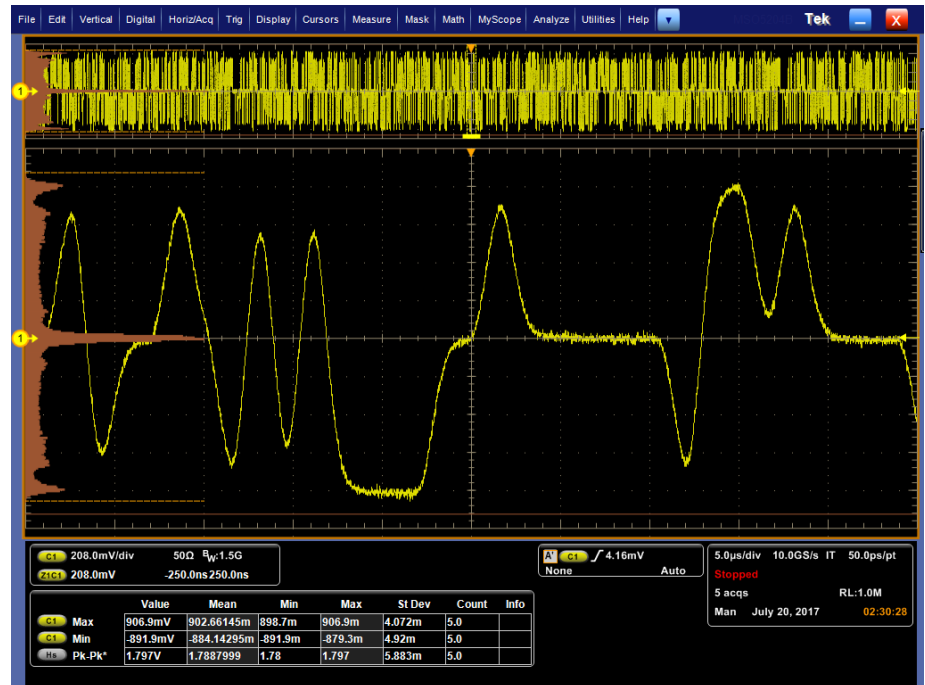 File Edit Vertical Digital Horiz/Acq Trig Display Cursors Measure Mask Math MyScope Analyze Utilities Help Tek X
1
1
C1 208.0mV/div 50Ω BW:1.5G
Z1C1 208.0mV -250.0ns 250.0ns
A' C1 4.16mV
None Auto
5.0µs/div 10.0GS/s IT 50.0ps/pt
Stopped
5 acqs RL:1.0M
Man July 20, 2017 02:30:28
Value Mean Min Max St Dev Count Info
C1 Max 906.9mV 902.66145m 898.7m 906.9m 4.072m 5.0
C1 Min -891.9mV -884.14295m -891.9m -879.3m 4.92m 5.0
Hs Pk-Pk* 1.797V 1.7887999 1.78 1.797 5.883m 5.0